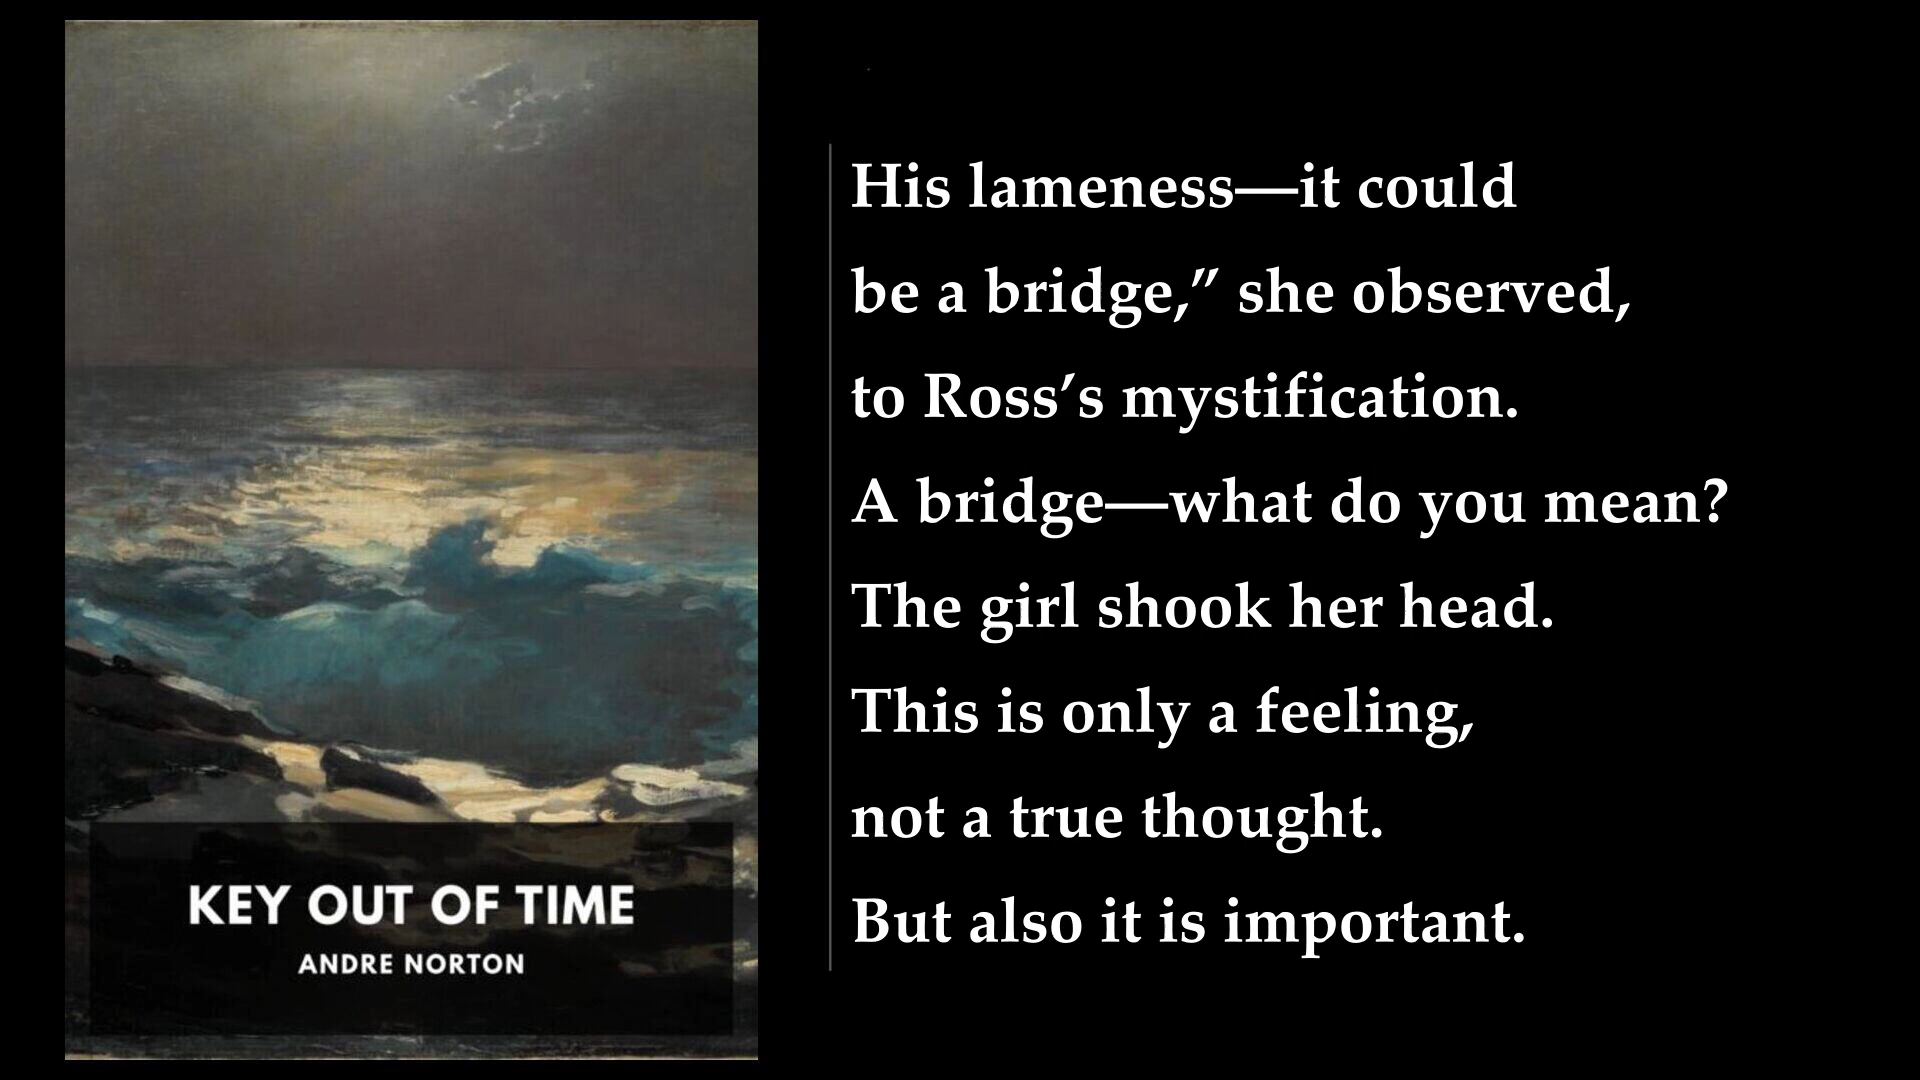 His lameness—it could
be a bridge,” she observed,
to Ross’s mystification.
A bridge—what do you mean?
The girl shook her head.
This is only a feeling,
not a true thought.
But also it is important.
KEY OUT OF TIME
ANDRE NORTON